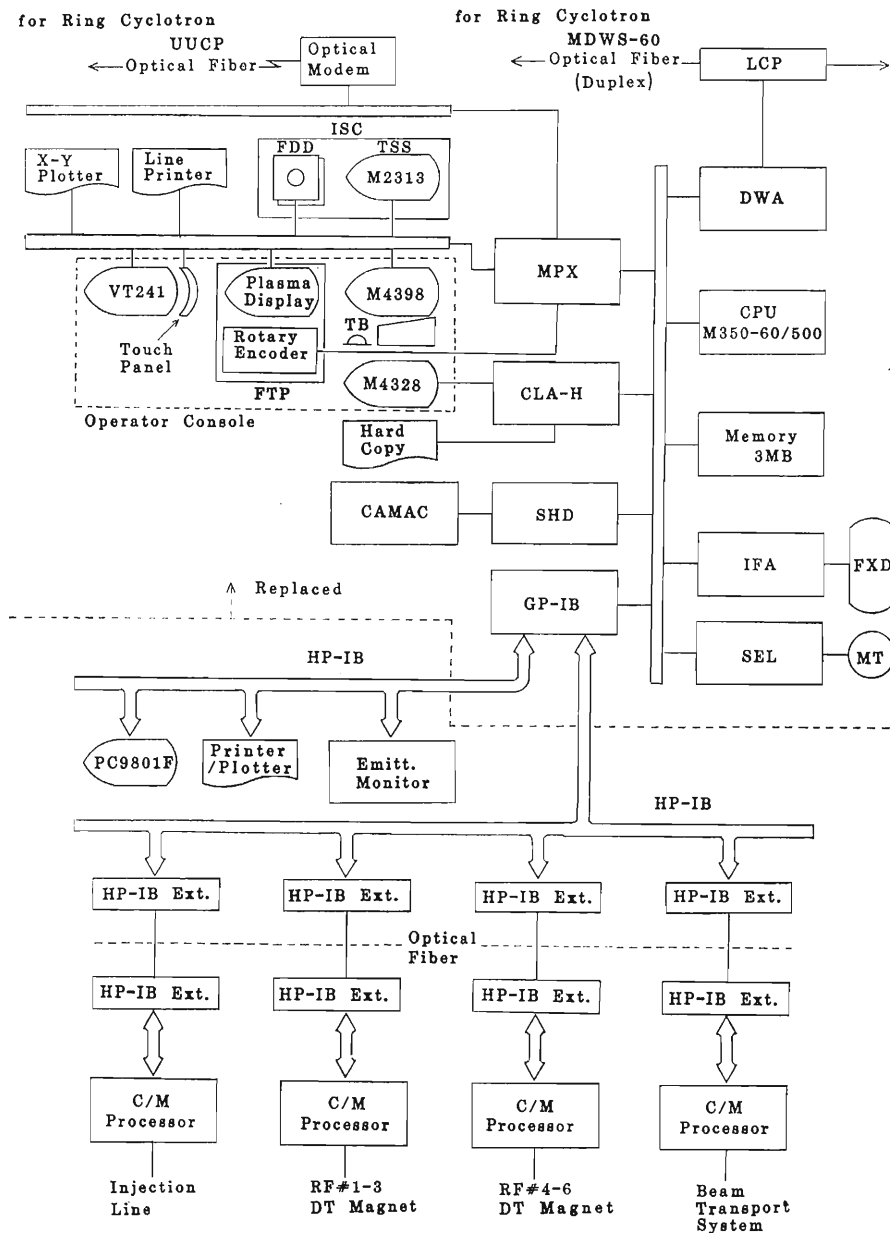 for Ring Cyclotron
UUCP
Optical Fiber
Optical
Modem
for Ring Cyclotron
MDWS-60
Optical Fiber
(Duplex)
LCP
ISC
FDD
TSS
M2313
X-Y
Plotter
Line
Printer
DWA
MPX
VT241
Touch
Panel
Plasma
Display
Rotary
Encoder
FTP
M4398
TB
M4328
Operator Console
CPU
M350-60/500
CLA-H
Hard
Copy
Memory
3MB
CAMAC
SHD
IFA
FXD
Replaced
GP-IB
SEL
MT
HP-IB
PC9801F
Printer
/Plotter
Emitt.
Monitor
HP-IB
HP-IB Ext.
HP-IB Ext.
HP-IB Ext.
HP-IB Ext.
Optical
Fiber
HP-IB Ext.
HP-IB Ext.
HP-IB Ext.
HP-IB Ext.
C/M
Processor
C/M
Processor
C/M
Processor
C/M
Processor
Injection
Line
RF#1-3
DT Magnet
RF#4-6
DT Magnet
Beam
Transport
System